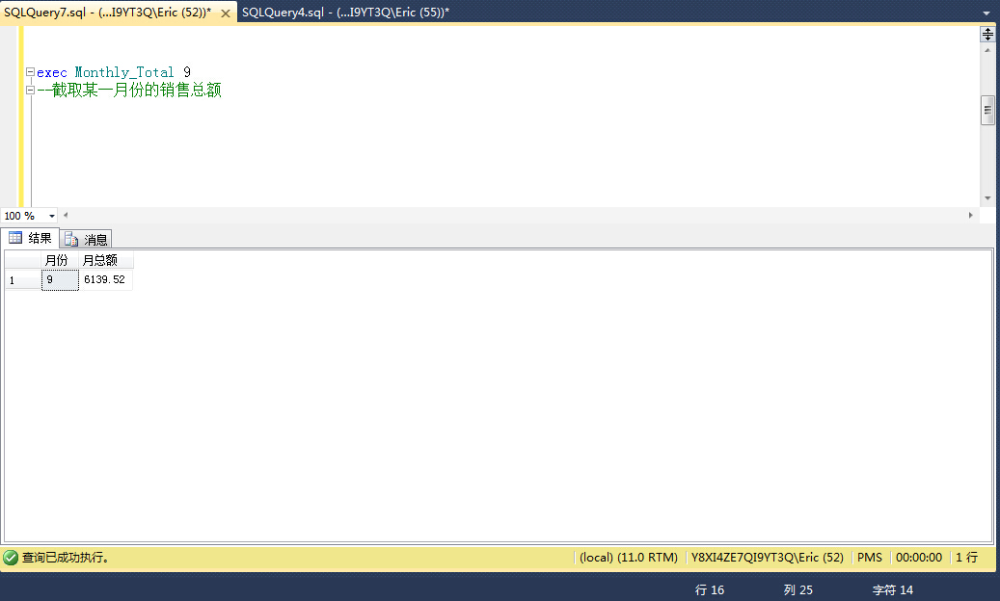 SQLQuery7.sql - (...I9YT3Q\Eric (52))* SQLQuery4.sql - (...I9YT3Q\Eric (55))*
exec Monthly_Total 9
--截取某一月份的销售总额
100 %
结果 消息
月份 月总额
1 9 6139.52
查询已成功执行。 (local) (11.0 RTM) Y8XI4ZE7QI9YT3Q\Eric (52) PMS 00:00:00 1 行
行 16 列 25 字符 14